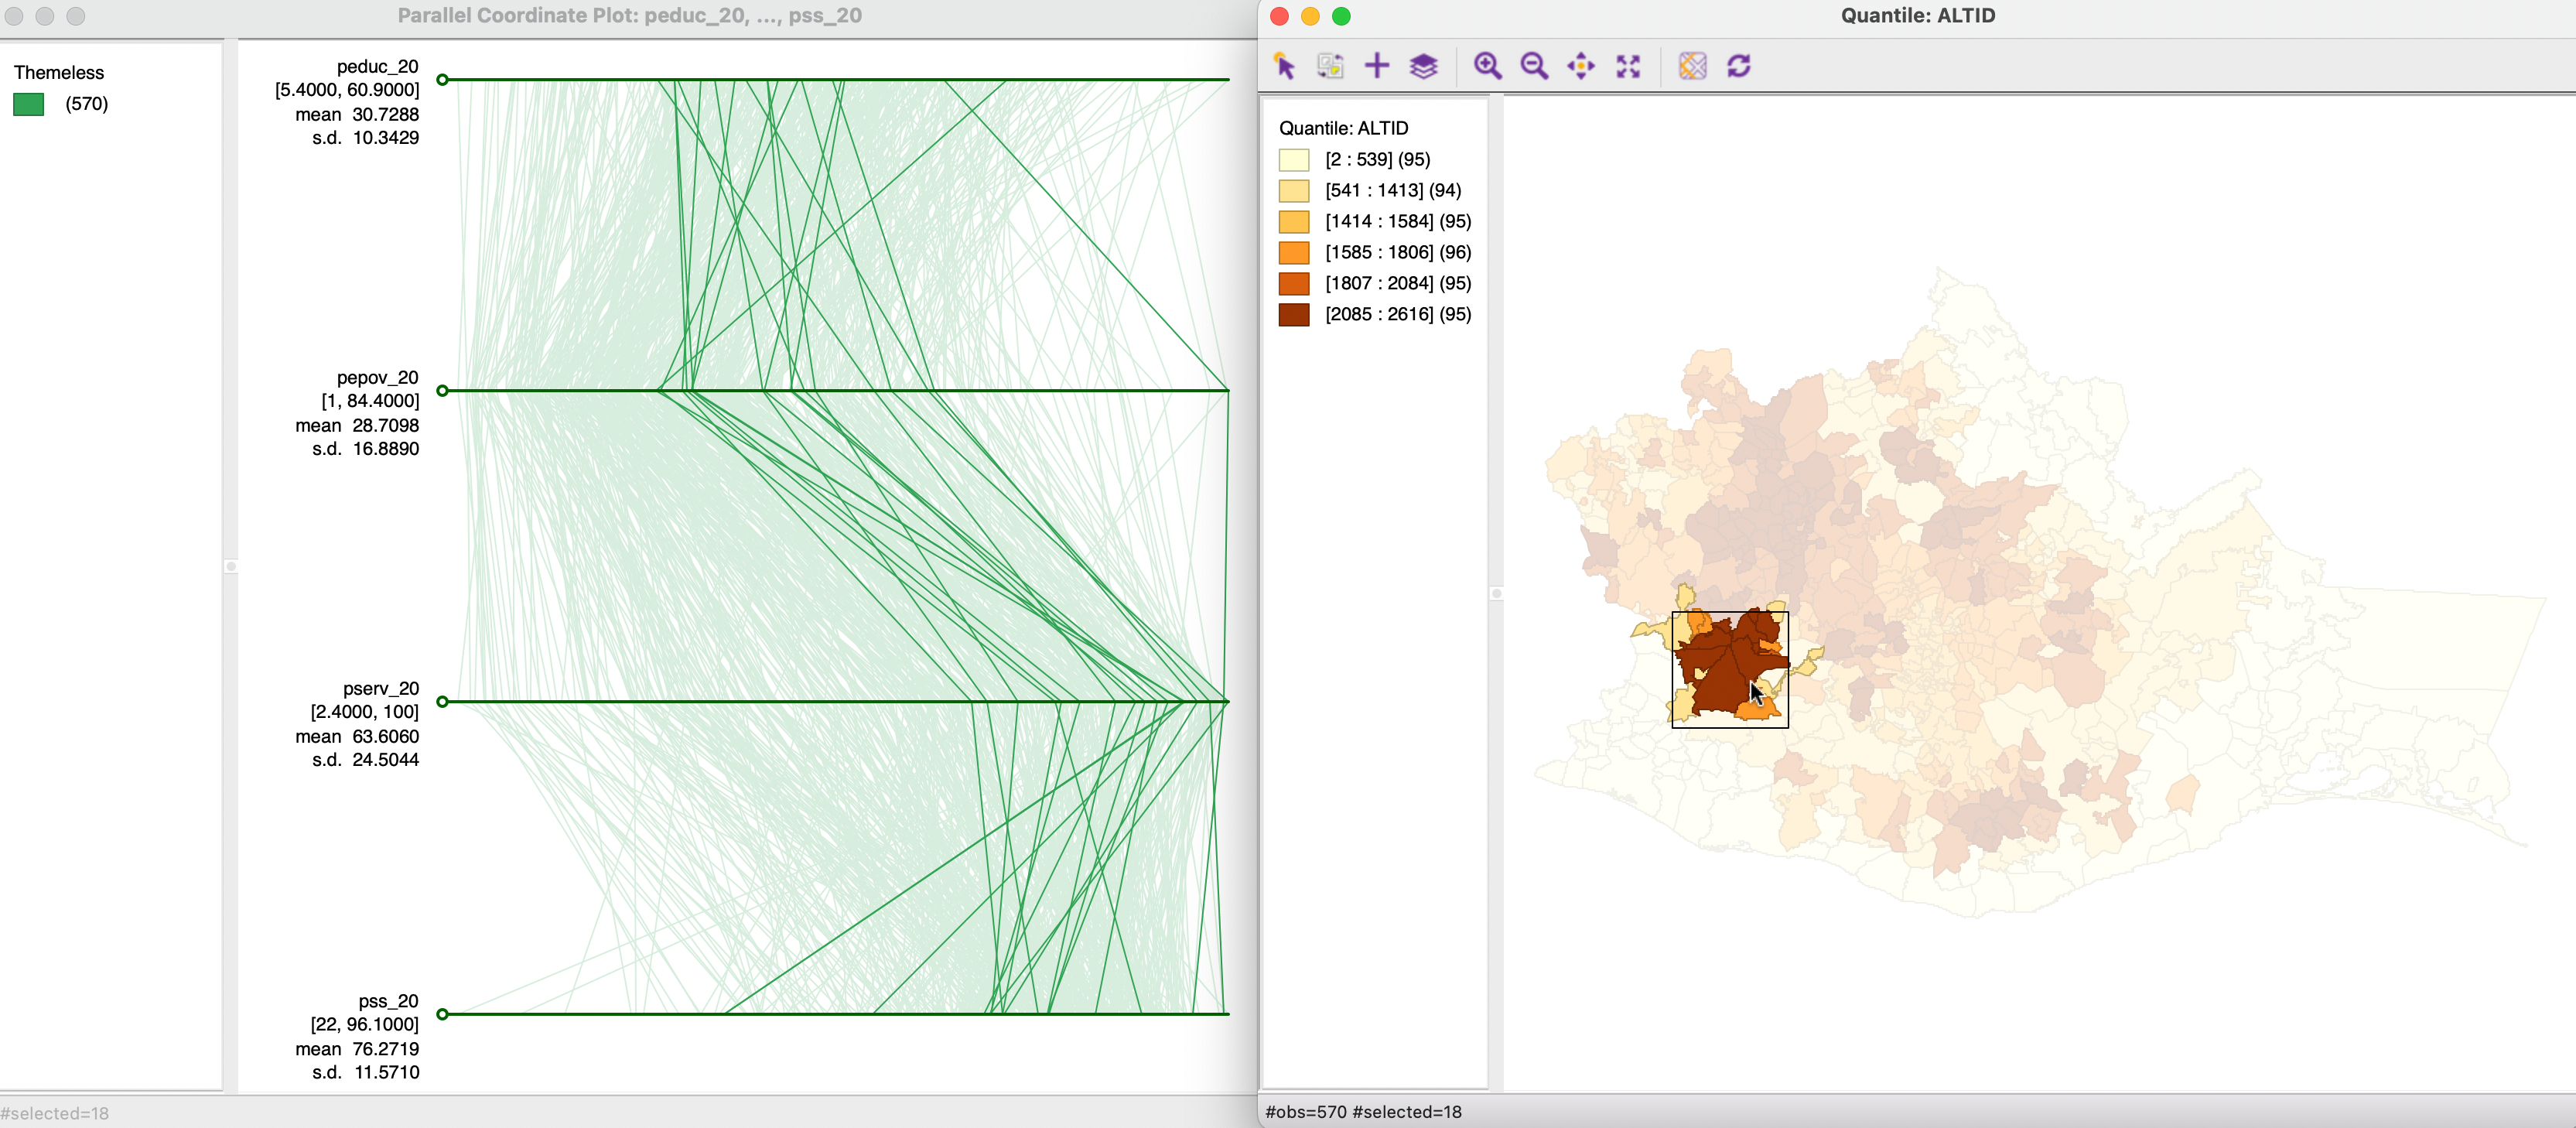 Parallel Coordinate Plot: peduc_20, ..., pss_20
Themeless
(570)
peduc_20
[5.4000, 60.9000]
mean 30.7288
s.d. 10.3429
pepov_20
[1, 84.4000]
mean 28.7098
s.d. 16.8890
pserv_20
[2.4000, 100]
mean 63.6060
s.d. 24.5044
pss_20
[22, 96.1000]
mean 76.2719
s.d. 11.5710
#selected=18
Quantile: ALTID
Quantile: ALTID
[2 : 539] (95)
[541 : 1413] (94)
[1414 : 1584] (95)
[1585 : 1806] (96)
[1807 : 2084] (95)
[2085 : 2616] (95)
#obs=570 #selected=18